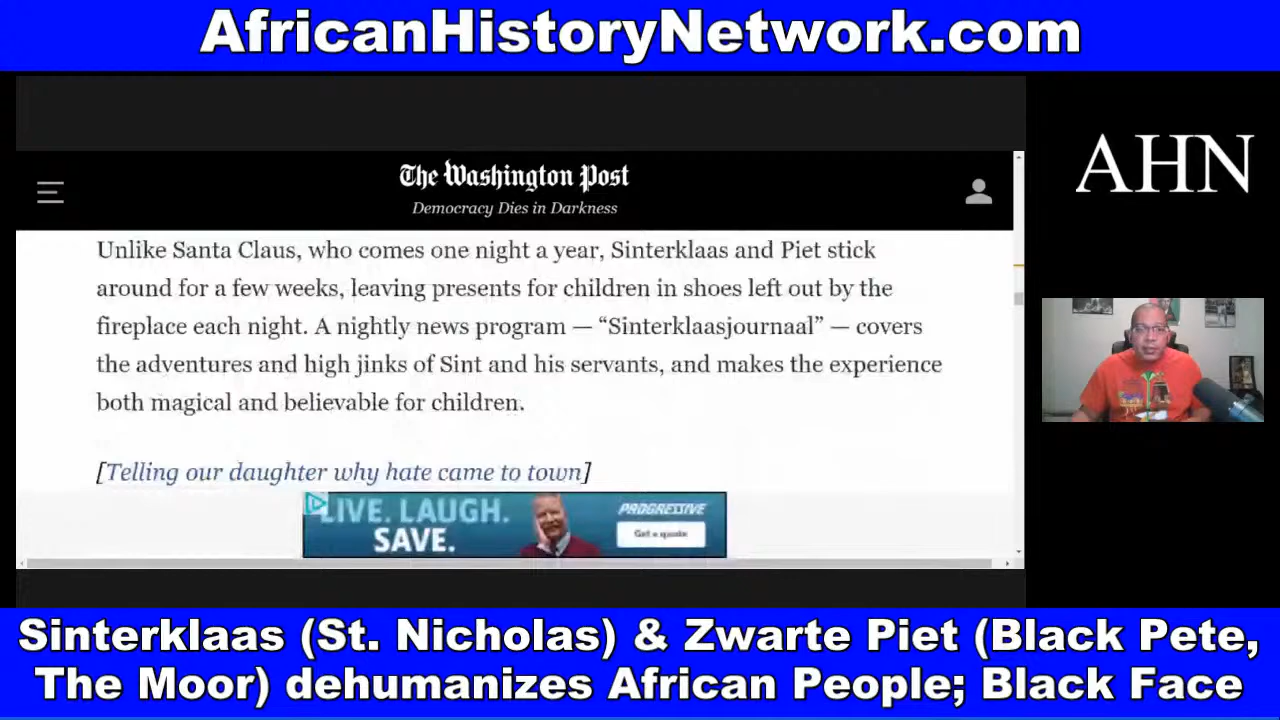 AfricanHistoryNetwork.com
AHN
The Washington Post
Democracy Dies in Darkness
Unlike Santa Claus, who comes one night a year, Sinterklaas and Piet stick
around for a few weeks, leaving presents for children in shoes left out by the
fireplace each night. A nightly news program — “Sinterklaasjournaal” — covers
the adventures and high jinks of Sint and his servants, and makes the experience
both magical and believable for children.
[Telling our daughter why hate came to town]
LIVE. LAUGH.
SAVE.
PROGRESSIVE
Get a quote
Sinterklaas (St. Nicholas) & Zwarte Piet (Black Pete,
The Moor) dehumanizes African People; Black Face